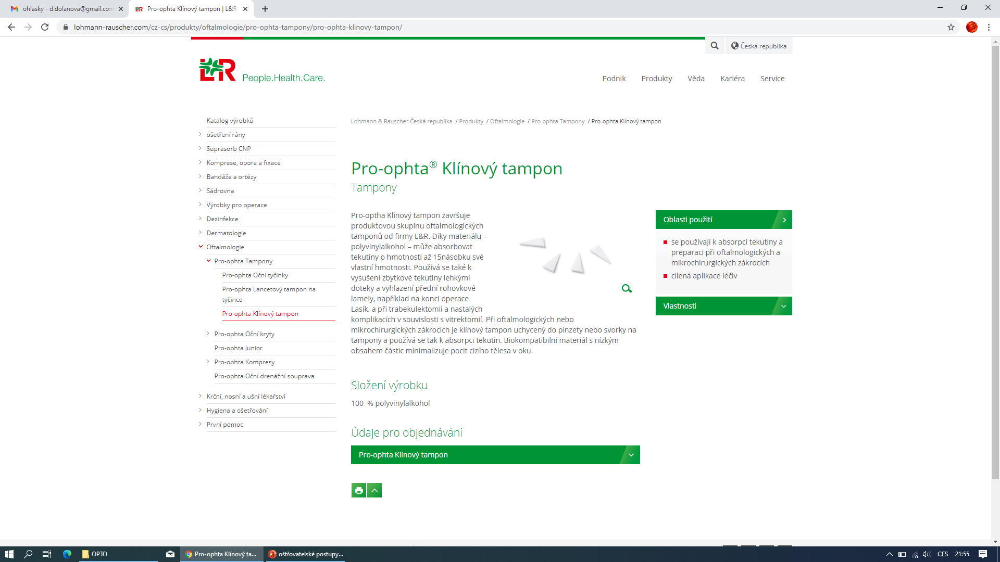 ohlasky - d.dolanova@gmail.com
Pro-ophta Klínový tampon | L&R
lohmann-rauscher.com/cz-cs/produkty/oftalmologie/pro-ophta-tampony/pro-ophta-klinovy-tampon/
Česká republika
L&R People.Health.Care.
Podnik Produkty Věda Kariéra Service
Katalog výrobků
ošetření rány
Suprasorb CNP
Komprese, opora a fixace
Bandáže a ortézy
Sádrovna
Výrobky pro operace
Dezinfekce
Dermatologie
Oftalmologie
Pro-ophta Tampony
Pro-ophta Oční tyčinky
Pro-ophta Lancetový tampon na
tyčince
Pro-ophta Klínový tampon
Pro-ophta Oční kryty
Pro-ophta Junior
Pro-ophta Kompresy
Pro-ophta Oční drenážní souprava
Krční, nosní a ušní lékařství
Hygiena a ošetřování
První pomoc
Lohmann & Rauscher Česká republika / Produkty / Oftalmologie / Pro-ophta Tampony / Pro-ophta Klínový tampon
Pro-ophta® Klínový tampon
Tampony
Pro-optha Klínový tampon završuje
produktovou skupinu oftalmologických
tamponů od firmy L&R. Díky materiálu –
polyvinylalkohol – může absorbovat
tekutiny o hmotnosti až 15násobku své
vlastní hmotnosti. Používá se také k
vysušení zbytkové tekutiny lehkými
doteky a vyhlazení přední rohovkové
lamely, například na konci operace
Lasik, a při trabekulektomii a nastalých
komplikacích v souvislosti s vitrektomií. Při oftalmologických nebo
mikrochirurgických zákrocích je klínový tampon uchycený do pinzety nebo svorky na
tampony a používá se tak k absorpci tekutin. Biokompatibilní materiál s nízkým
obsahem částic minimalizuje pocit cizího tělesa v oku.
Složení výrobku
100 % polyvinylalkohol
Údaje pro objednávání
Pro-ophta Klínový tampon
Oblasti použití
se používají k absorpci tekutiny a
preparaci při oftalmologických a
mikrochirurgických zákrocích
cílená aplikace léčiv
Vlastnosti
OPTO
Pro-ophta Klínový ta...
oštřovatelské postupy...
CES 21:55